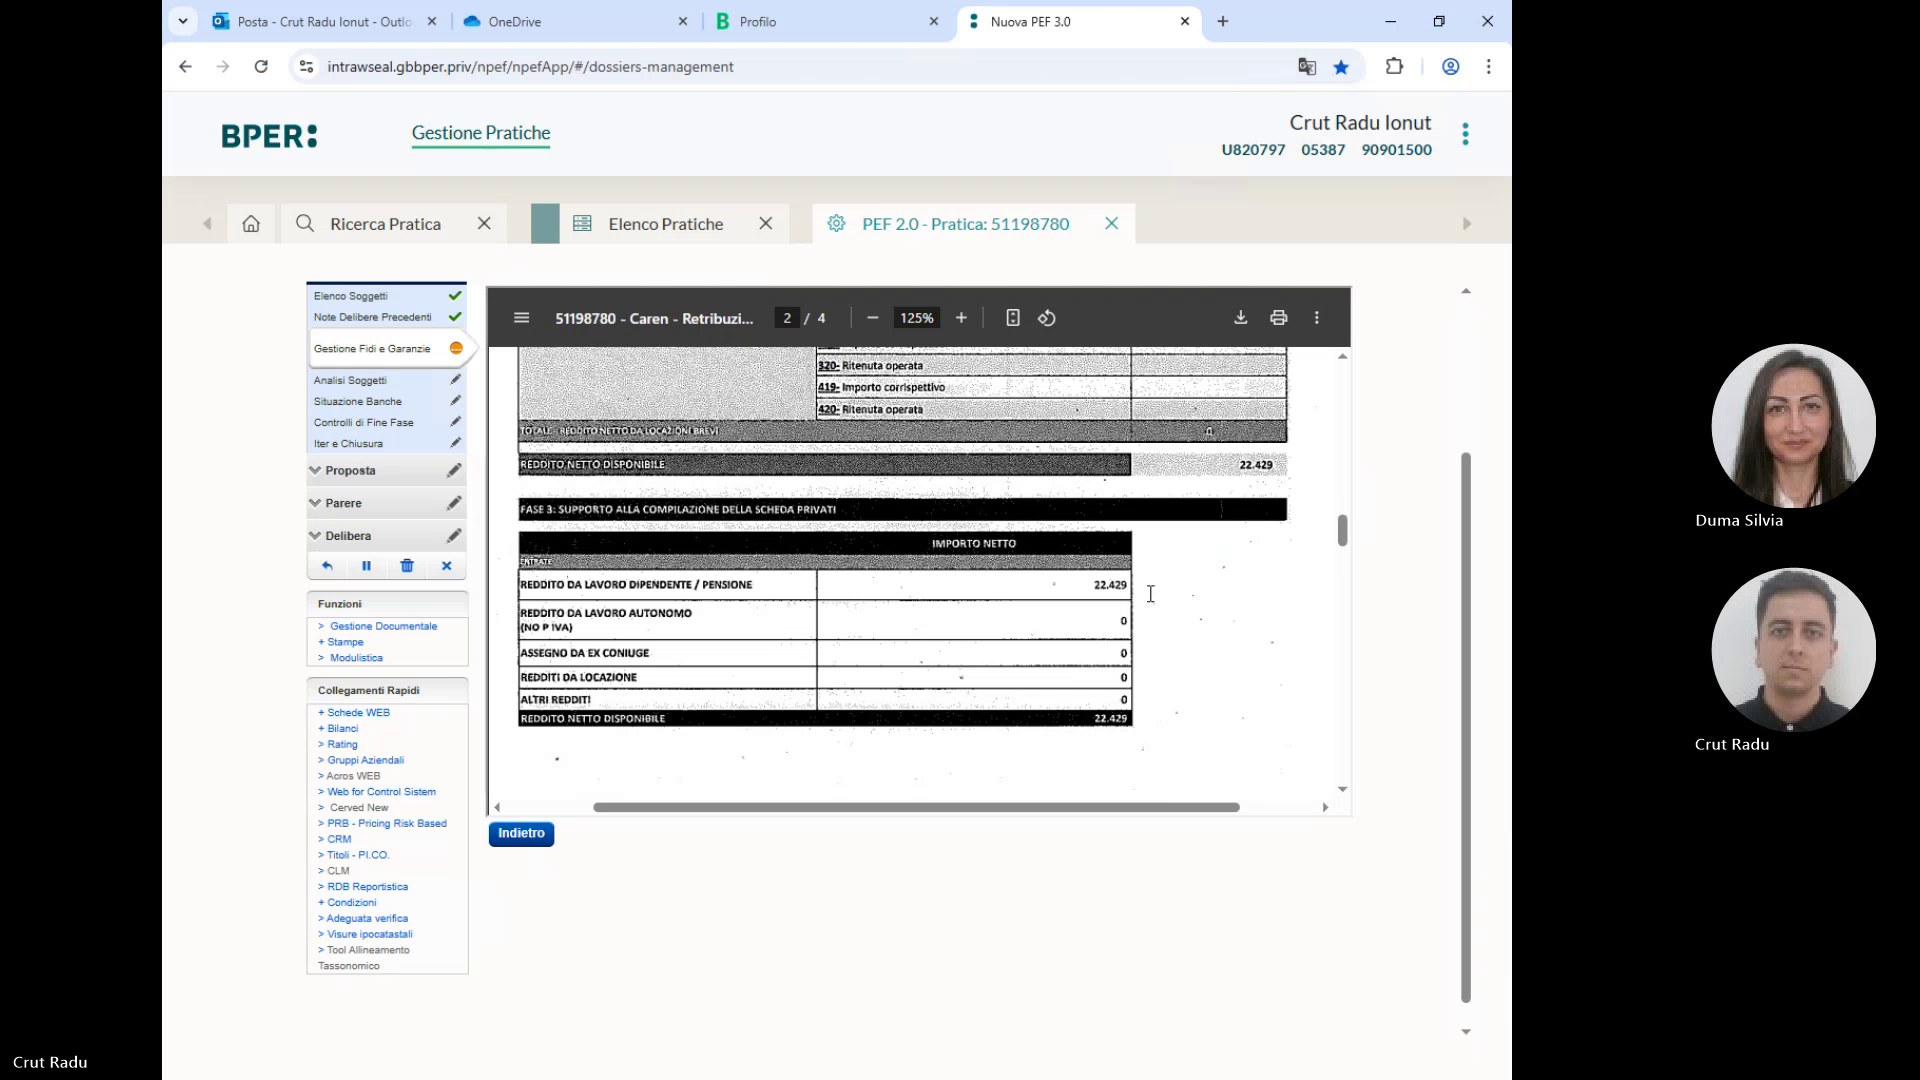 Posta - Crut Radu Ionut - Outlo
OneDrive
Profilo
Nuova PEF 3.0
intrawseal.gbbper.priv/npef/npefApp/#/dossiers-management
BPER:
Gestione Pratiche
Crut Radu Ionut
U820797 05387 90901500
Ricerca Pratica
Elenco Pratiche
PEF 2.0 - Pratica: 51198780
Elenco Soggetti
Note Delibere Precedenti
Gestione Fidi e Garanzie
Analisi Soggetti
Situazione Banche
Controlli di Fine Fase
Iter e Chiusura
Proposta
Parere
Delibera
Funzioni
> Gestione Documentale
+ Stampe
> Modulistica
Collegamenti Rapidi
+ Schede WEB
+ Bilanci
> Rating
> Gruppi Aziendali
> Acros WEB
> Web for Control Sistem
> Cerved New
> PRB - Pricing Risk Based
> CRM
> Titoli - PI.CO.
> CLM
> RDB Reportistica
+ Condizioni
> Adeguata verifica
> Visure ipocatastali
> Tool Allineamento
Tassonomico
51198780 - Caren - Retribuzi...
2 / 4
125%
320- Ritenuta operata
419- Importo corrispettivo
420- Ritenuta operata
TOTALE - REDDITO NETTO DA LOCAZIONI BREVI
REDDITO NETTO DISPONIBILE 22.429
FASE 3: SUPPORTO ALLA COMPILAZIONE DELLA SCHEDA PRIVATI
IMPORTO NETTO
ENTRATE
REDDITO DA LAVORO DIPENDENTE / PENSIONE 22.429
REDDITO DA LAVORO AUTONOMO
(NO P IVA) 0
ASSEGNO DA EX CONIUGE 0
REDDITI DA LOCAZIONE 0
ALTRI REDDITI 0
REDDITO NETTO DISPONIBILE 22.429
Indietro
Duma Silvia
Crut Radu
Crut Radu